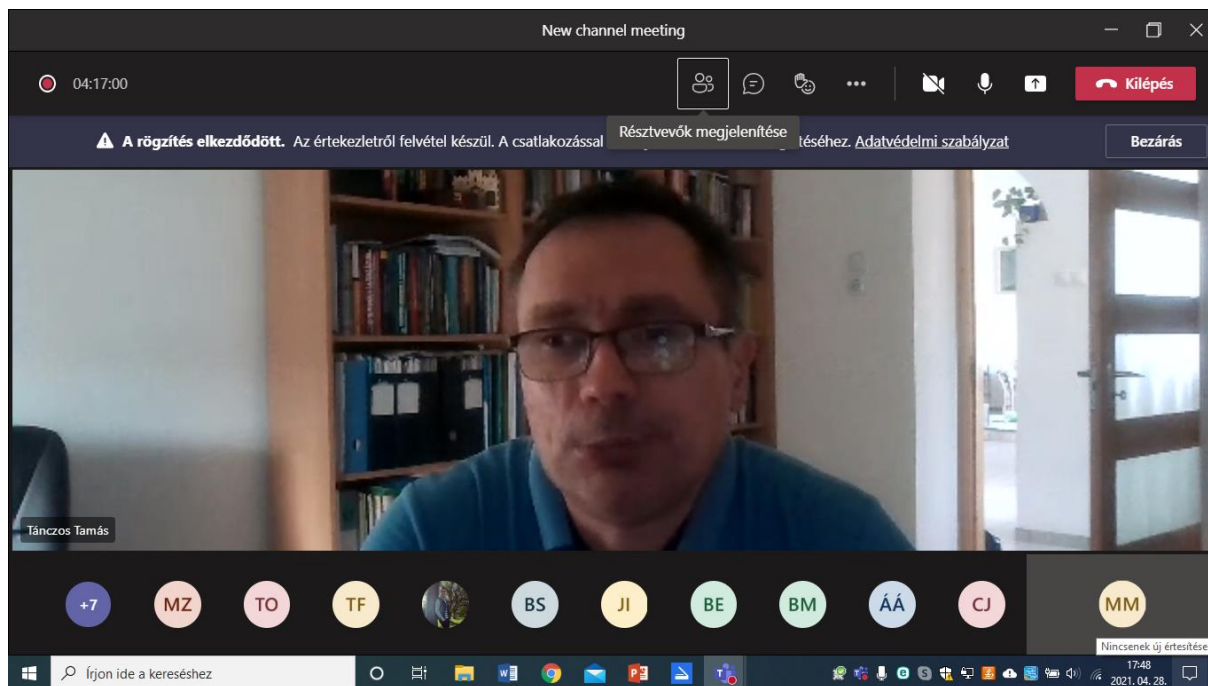 New channel meeting
04:17:00
Kilépés
A rögzítés elkezdődött. Az értekezletről felvétel készül. A csatlakozással
Résztvevők megjelenítése
téséhez. Adatvédelmi szabályzat
Bezárás
Tánczos Tamás
+7 MZ TO TF BS JI BE BM ÁÁ CJ MM
Nincsenek új értesítése
Írjon ide a kereséshez
17:48
2021. 04. 28.